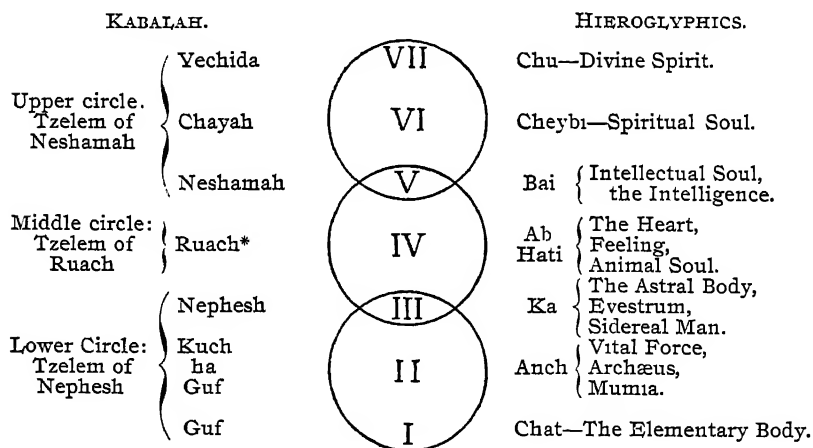 KABALAH.
HIEROGLYPHICS.
Yechida
VII
Chu—Divine Spirit.
Upper circle.
Tzelem of
Neshamah
Chayah
VI
Cheybı—Spiritual Soul.
Neshamah
V
Bai
Intellectual Soul,
the Intelligence.
Middle circle:
Tzelem of
Ruach
Ruach*
IV
Ab
Hati
The Heart,
Feeling,
Animal Soul.
Nephesh
III
Ka
The Astral Body,
Evestrum,
Sidereal Man.
Lower Circle:
Tzelem of
Nephesh
Kuch
ha
Guf
II
Anch
Vital Force,
Archæus,
Mumıa.
Guf
I
Chat—The Elementary Body.